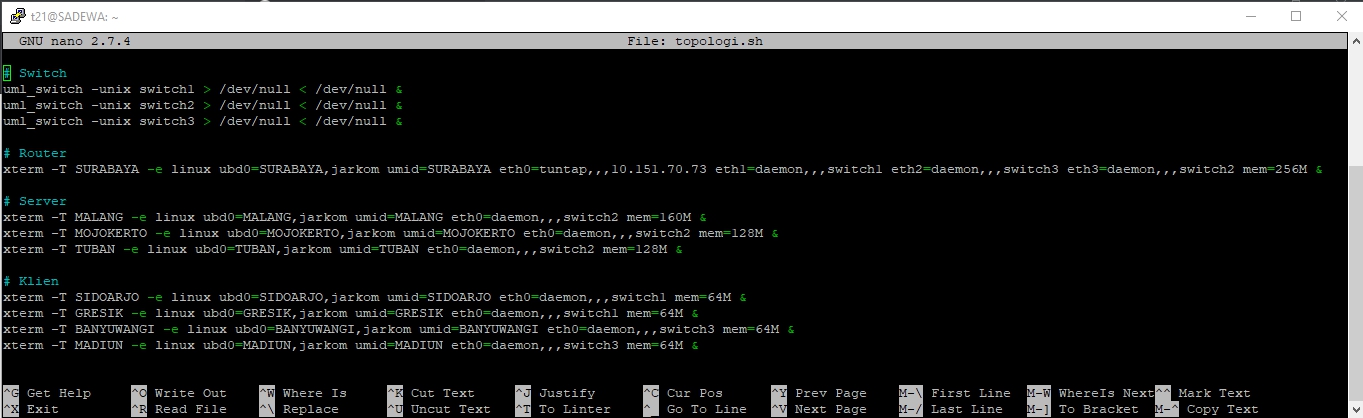 t21@SADEWA: ~
GNU nano 2.7.4 File: topologi.sh
# Switch
uml_switch -unix switch1 > /dev/null < /dev/null &
uml_switch -unix switch2 > /dev/null < /dev/null &
uml_switch -unix switch3 > /dev/null < /dev/null &
# Router
xterm -T SURABAYA -e linux ubd0=SURABAYA,jarkom umid=SURABAYA eth0=tuntap,,,10.151.70.73 eth1=daemon,,,switch1 eth2=daemon,,,switch3 eth3=daemon,,,switch2 mem=256M &
# Server
xterm -T MALANG -e linux ubd0=MALANG,jarkom umid=MALANG eth0=daemon,,,switch2 mem=160M &
xterm -T MOJOKERTO -e linux ubd0=MOJOKERTO,jarkom umid=MOJOKERTO eth0=daemon,,,switch2 mem=128M &
xterm -T TUBAN -e linux ubd0=TUBAN,jarkom umid=TUBAN eth0=daemon,,,switch2 mem=128M &
# Klien
xterm -T SIDOARJO -e linux ubd0=SIDOARJO,jarkom umid=SIDOARJO eth0=daemon,,,switch1 mem=64M &
xterm -T GRESIK -e linux ubd0=GRESIK,jarkom umid=GRESIK eth0=daemon,,,switch1 mem=64M &
xterm -T BANYUWANGI -e linux ubd0=BANYUWANGI,jarkom umid=BANYUWANGI eth0=daemon,,,switch3 mem=64M &
xterm -T MADIUN -e linux ubd0=MADIUN,jarkom umid=MADIUN eth0=daemon,,,switch3 mem=64M &
^G Get Help ^O Write Out ^W Where Is ^K Cut Text ^J Justify ^C Cur Pos ^Y Prev Page M-\ First Line M-W WhereIs Next ^^ Mark Text
^X Exit ^R Read File ^\ Replace ^U Uncut Text ^T To Linter ^_ Go To Line ^V Next Page M-/ Last Line M-] To Bracket M-^ Copy Text